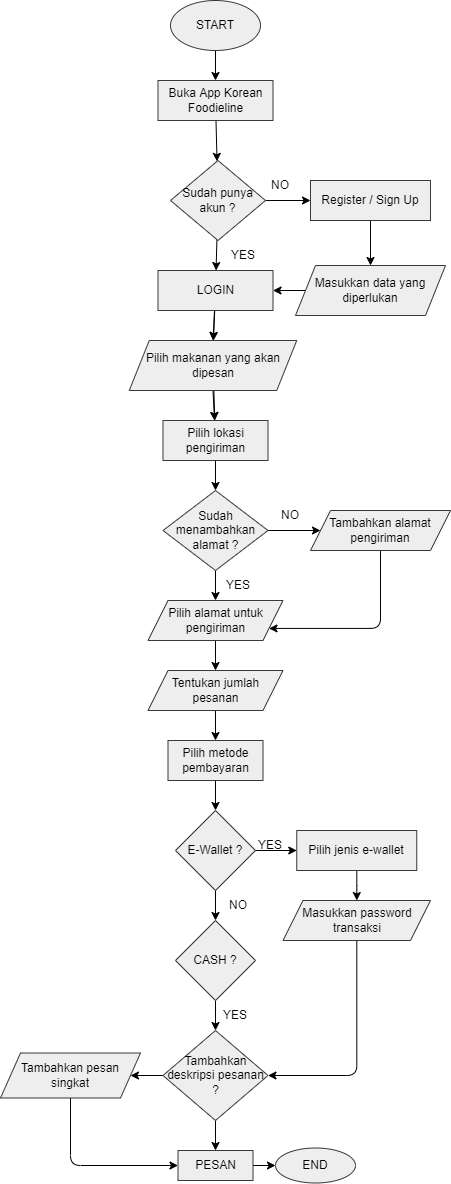 START
Buka App Korean
Foodieline
Sudah punya
akun ?
NO
Register / Sign Up
YES
Masukkan data yang
diperlukan
LOGIN
Pilih makanan yang akan
dipesan
Pilih lokasi
pengiriman
Sudah
menambahkan
alamat ?
NO
Tambahkan alamat
pengiriman
YES
Pilih alamat untuk
pengiriman
Tentukan jumlah
pesanan
Pilih metode
pembayaran
E-Wallet ?
YES
Pilih jenis e-wallet
NO
Masukkan password
transaksi
CASH ?
YES
Tambahkan
deskripsi pesanan
?
Tambahkan pesan
singkat
PESAN
END